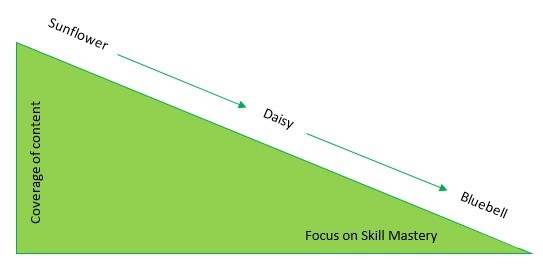 Sunflower
Daisy
Bluebell
Coverage of content
Focus on Skill Mastery